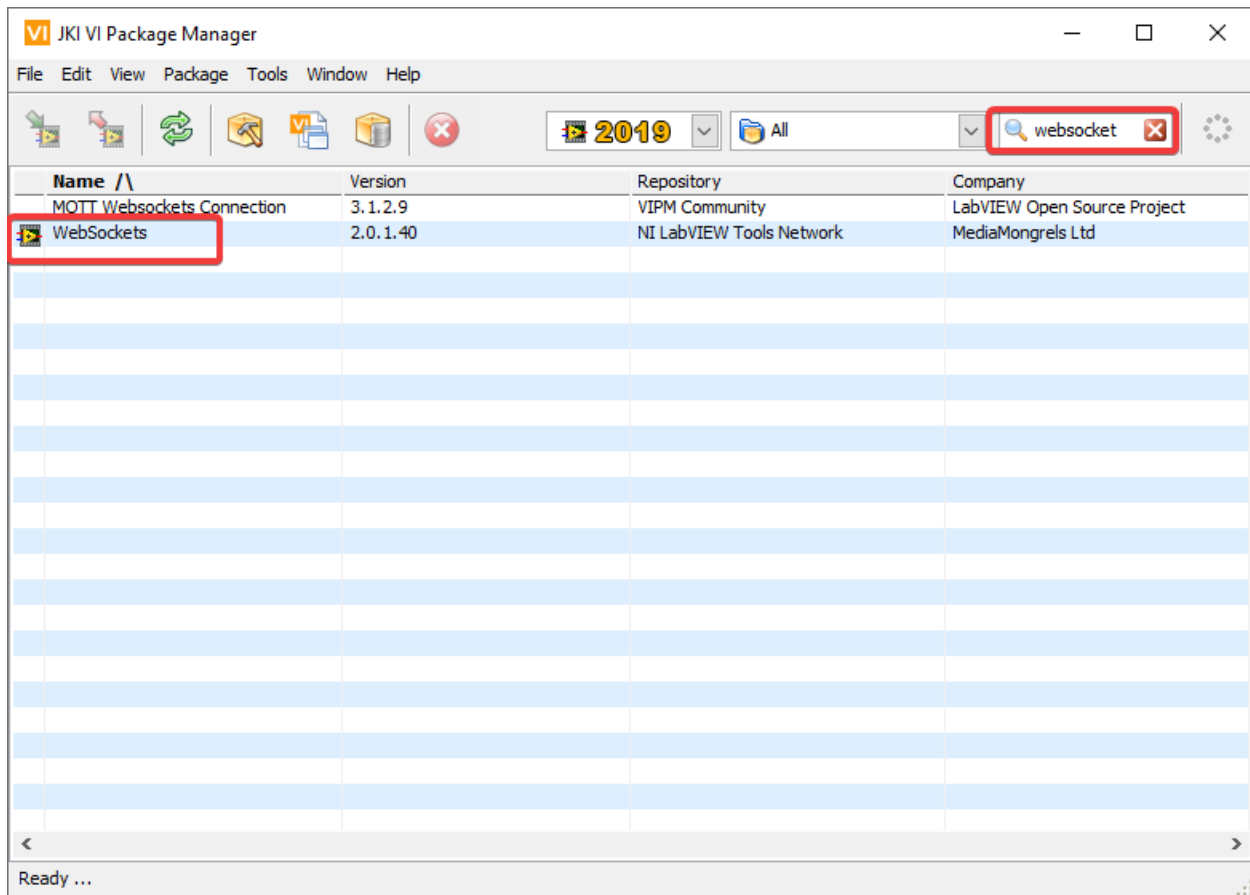 VI JKI VI Package Manager
File Edit View Package Tools Window Help
VI 2019 All websocket
Name /\ Version Repository Company
MQTT Websockets Connection 3.1.2.9 VIPM Community LabVIEW Open Source Project
WebSockets 2.0.1.40 NI LabVIEW Tools Network MediaMongrels Ltd
Ready ...